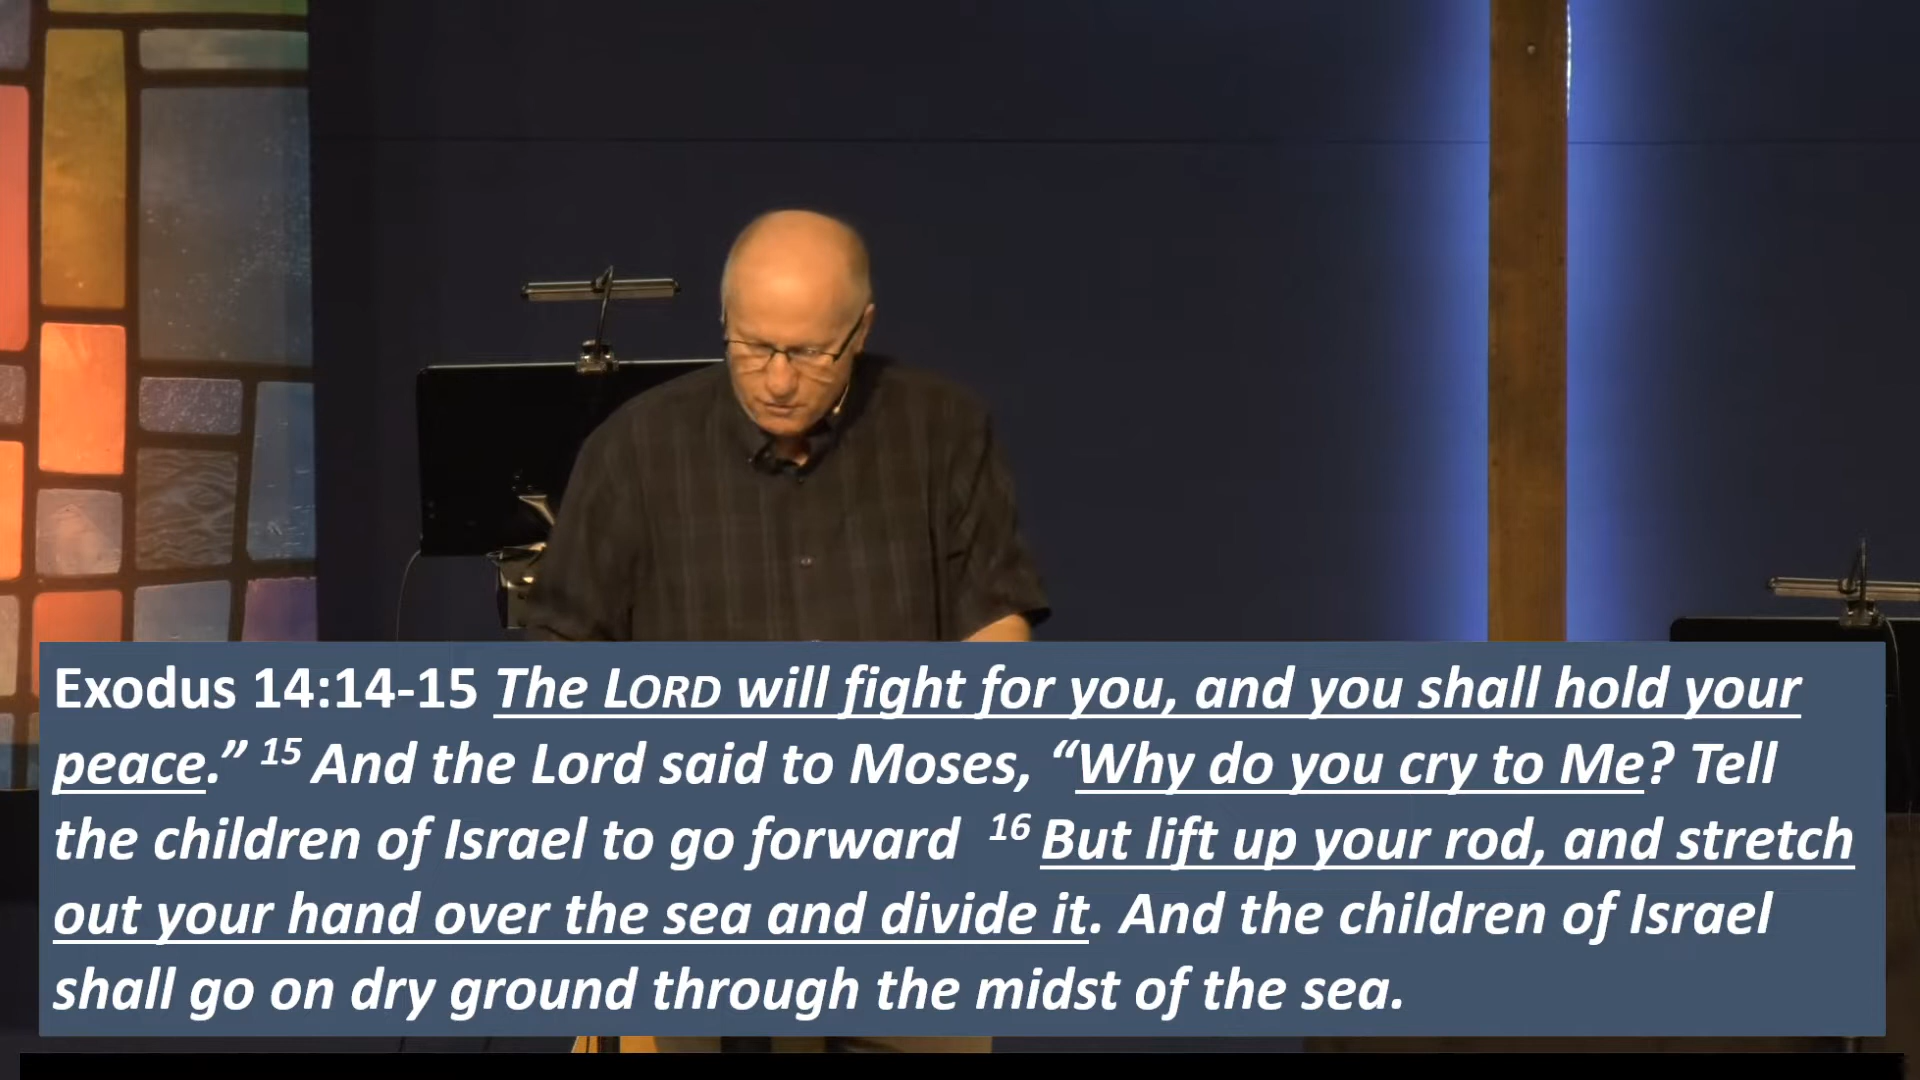 Exodus 14:14-15 The LORD will fight for you, and you shall hold your
peace.” 15 And the Lord said to Moses, “Why do you cry to Me? Tell
the children of Israel to go forward 16 But lift up your rod, and stretch
out your hand over the sea and divide it. And the children of Israel
shall go on dry ground through the midst of the sea.